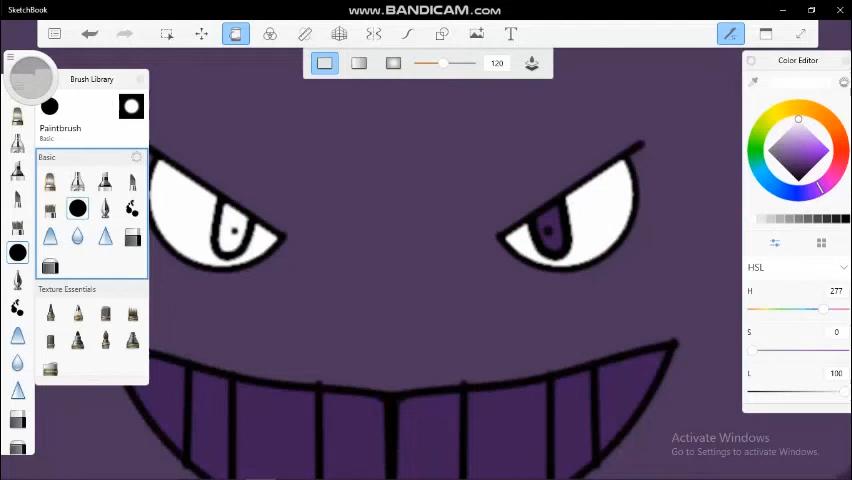 SketchBook
WWW.BANDICAM.COM
T
120
Brush Library
Paintbrush
Basic
Basic
Texture Essentials
Color Editor
HSL
H 277
S 0
L 100
Activate Windows
Go to Settings to activate Windows.